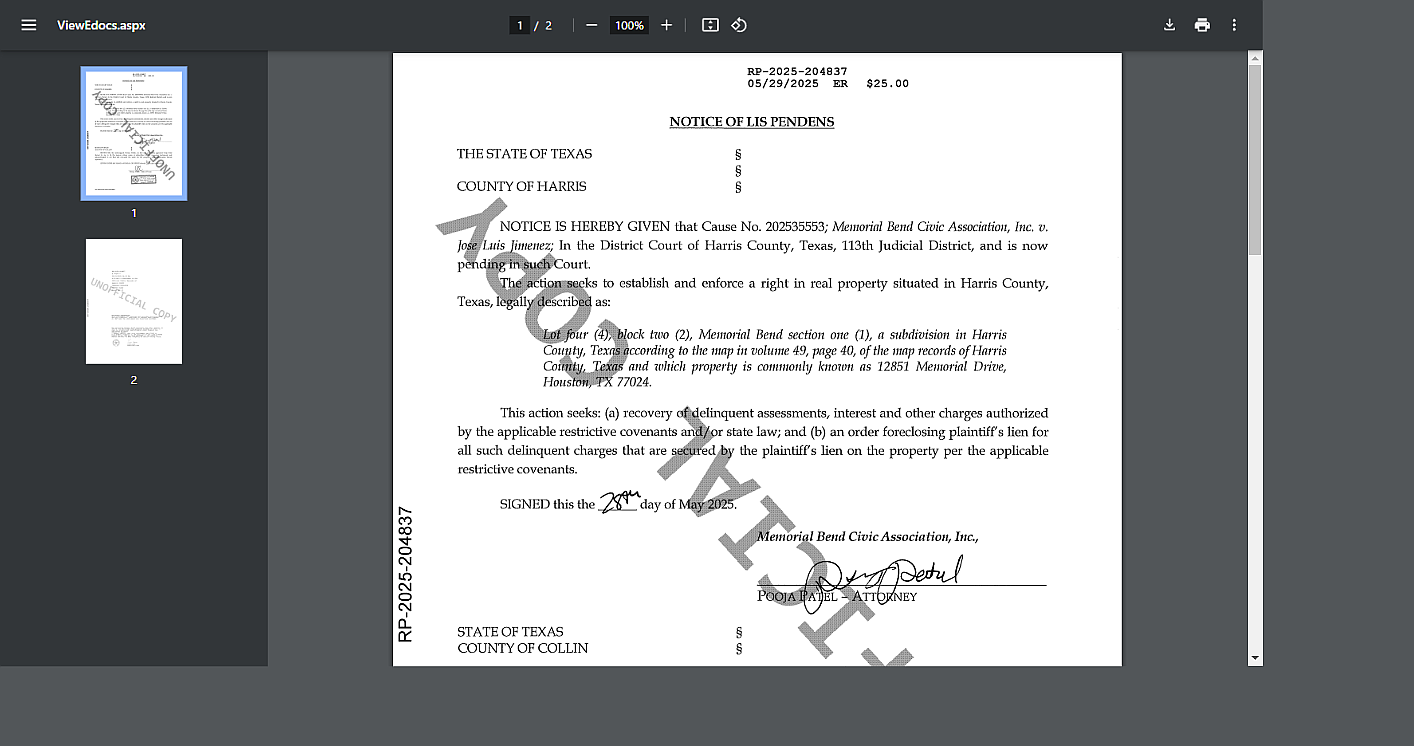 ViewEdocs.aspx
1 / 2
100%
1
2
RP-2025-204837
05/29/2025 ER $25.00
NOTICE OF LIS PENDENS
THE STATE OF TEXAS §
§
COUNTY OF HARRIS §
NOTICE IS HEREBY GIVEN that Cause No. 202535553; Memorial Bend Civic Association, Inc. v.
Jose Luis Jimenez; In the District Court of Harris County, Texas, 113th Judicial District, and is now
pending in such Court.
The action seeks to establish and enforce a right in real property situated in Harris County,
Texas, legally described as:
Lot four (4), block two (2), Memorial Bend section one (1), a subdivision in Harris
County, Texas according to the map in volume 49, page 40, of the map records of Harris
County, Texas and which property is commonly known as 12851 Memorial Drive,
Houston, TX 77024.
This action seeks: (a) recovery of delinquent assessments, interest and other charges authorized
by the applicable restrictive covenants and/or state law; and (b) an order foreclosing plaintiff's lien for
all such delinquent charges that are secured by the plaintiff's lien on the property per the applicable
restrictive covenants.
SIGNED this the 28th day of May 2025.
Memorial Bend Civic Association, Inc.,
POOJA PATEL – ATTORNEY
STATE OF TEXAS §
COUNTY OF COLLIN §
RP-2025-204837
UNOFFICIAL COPY
UNOFFICIAL COPY